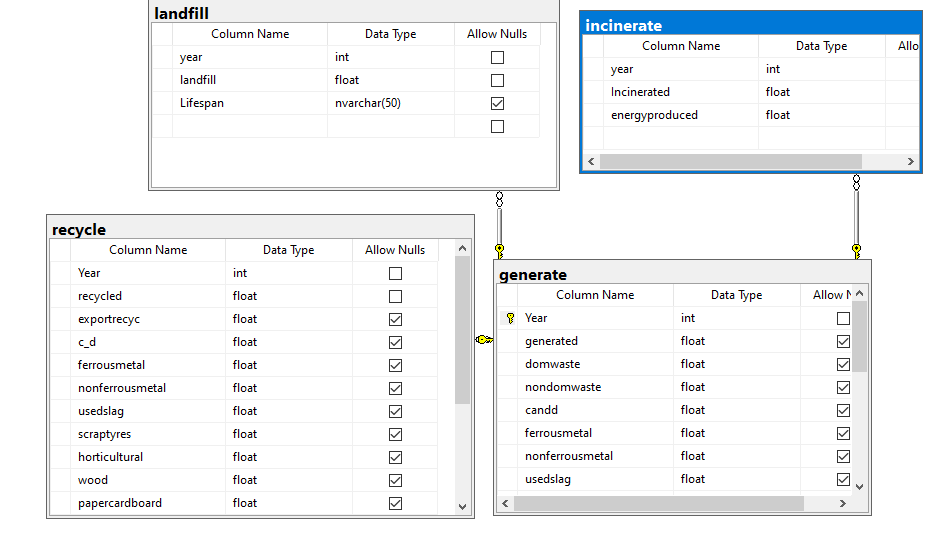 landfill
Column Name Data Type Allow Nulls
year int
landfill float
Lifespan nvarchar(50)
incinerate
Column Name Data Type Allo
year int
Incinerated float
energyproduced float
recycle
Column Name Data Type Allow Nulls
Year int
recycled float
exportrecyc float
c_d float
ferrousmetal float
nonferrousmetal float
usedslag float
scraptyres float
horticultural float
wood float
papercardboard float
generate
Column Name Data Type Allow N
Year int
generated float
domwaste float
nondomwaste float
candd float
ferrousmetal float
nonferrousmetal float
usedslag float